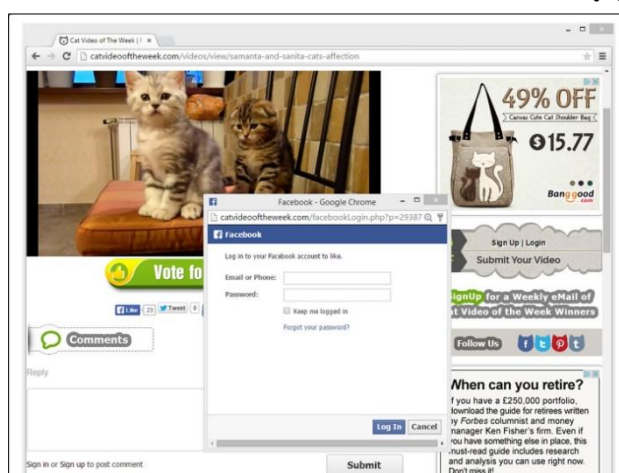 Cat Video of The Week | F
catvideooftheweek.com/videos/view/samanta-and-sanita-cats-affection
49% OFF
Canvas Cute Cat Shoulder Bag
$15.77
Banggood
.com
Facebook - Google Chrome
catvideooftheweek.com/facebookLogin.php?p=29387
Facebook
Log in to your Facebook account to like.
Email or Phone:
Password:
Keep me logged in
Forgot your password?
Log In Cancel
Vote fo
Like 23 Tweet 8
Comments
Reply
Sign in or Sign up to post comment
Submit
Sign Up | Login
Submit Your Video
SignUp for a Weekly eMail of
at Video of the Week Winners
Follow Us
When can you retire?
If you have a £250,000 portfolio,
download the guide for retirees written
by Forbes columnist and money
manager Ken Fisher's firm. Even if
you have something else in place, this
must-read guide includes research
and analysis you can use right now.
Don't miss it!